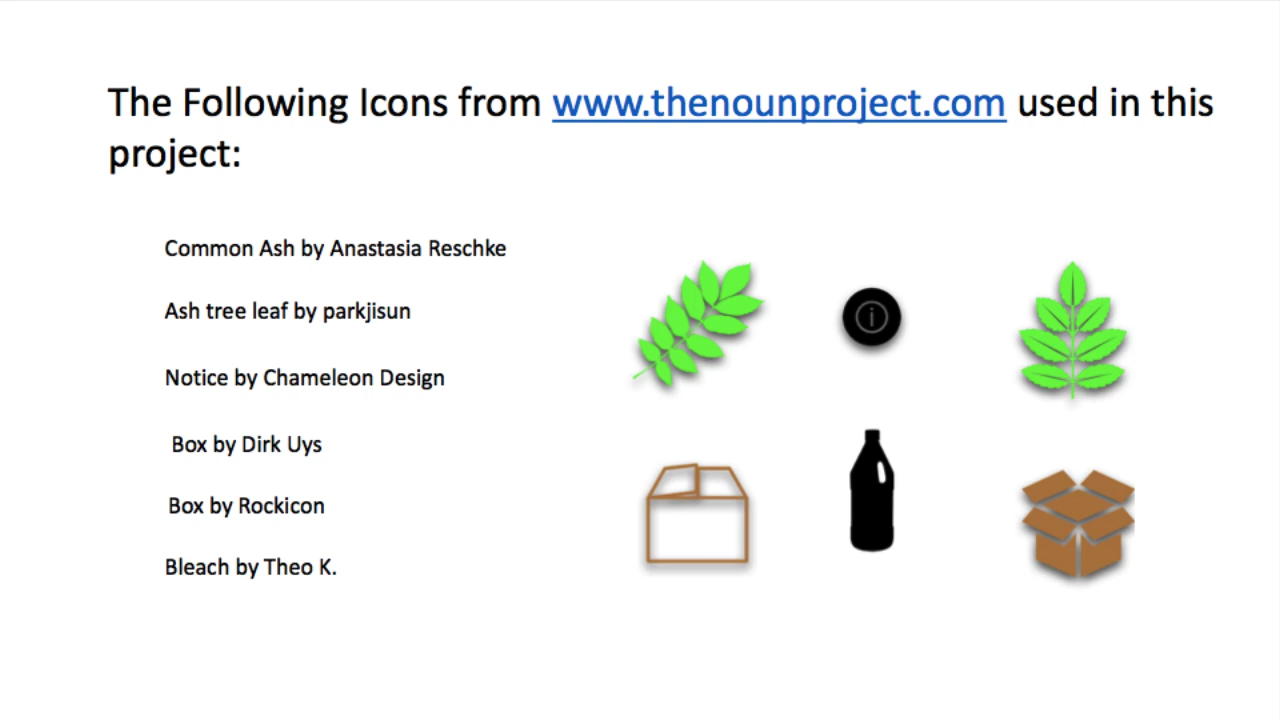 The Following Icons from www.thenounproject.com used in this
project:
Common Ash by Anastasia Reschke
Ash tree leaf by parkjisun
Notice by Chameleon Design
Box by Dirk Uys
Box by Rockicon
Bleach by Theo K.